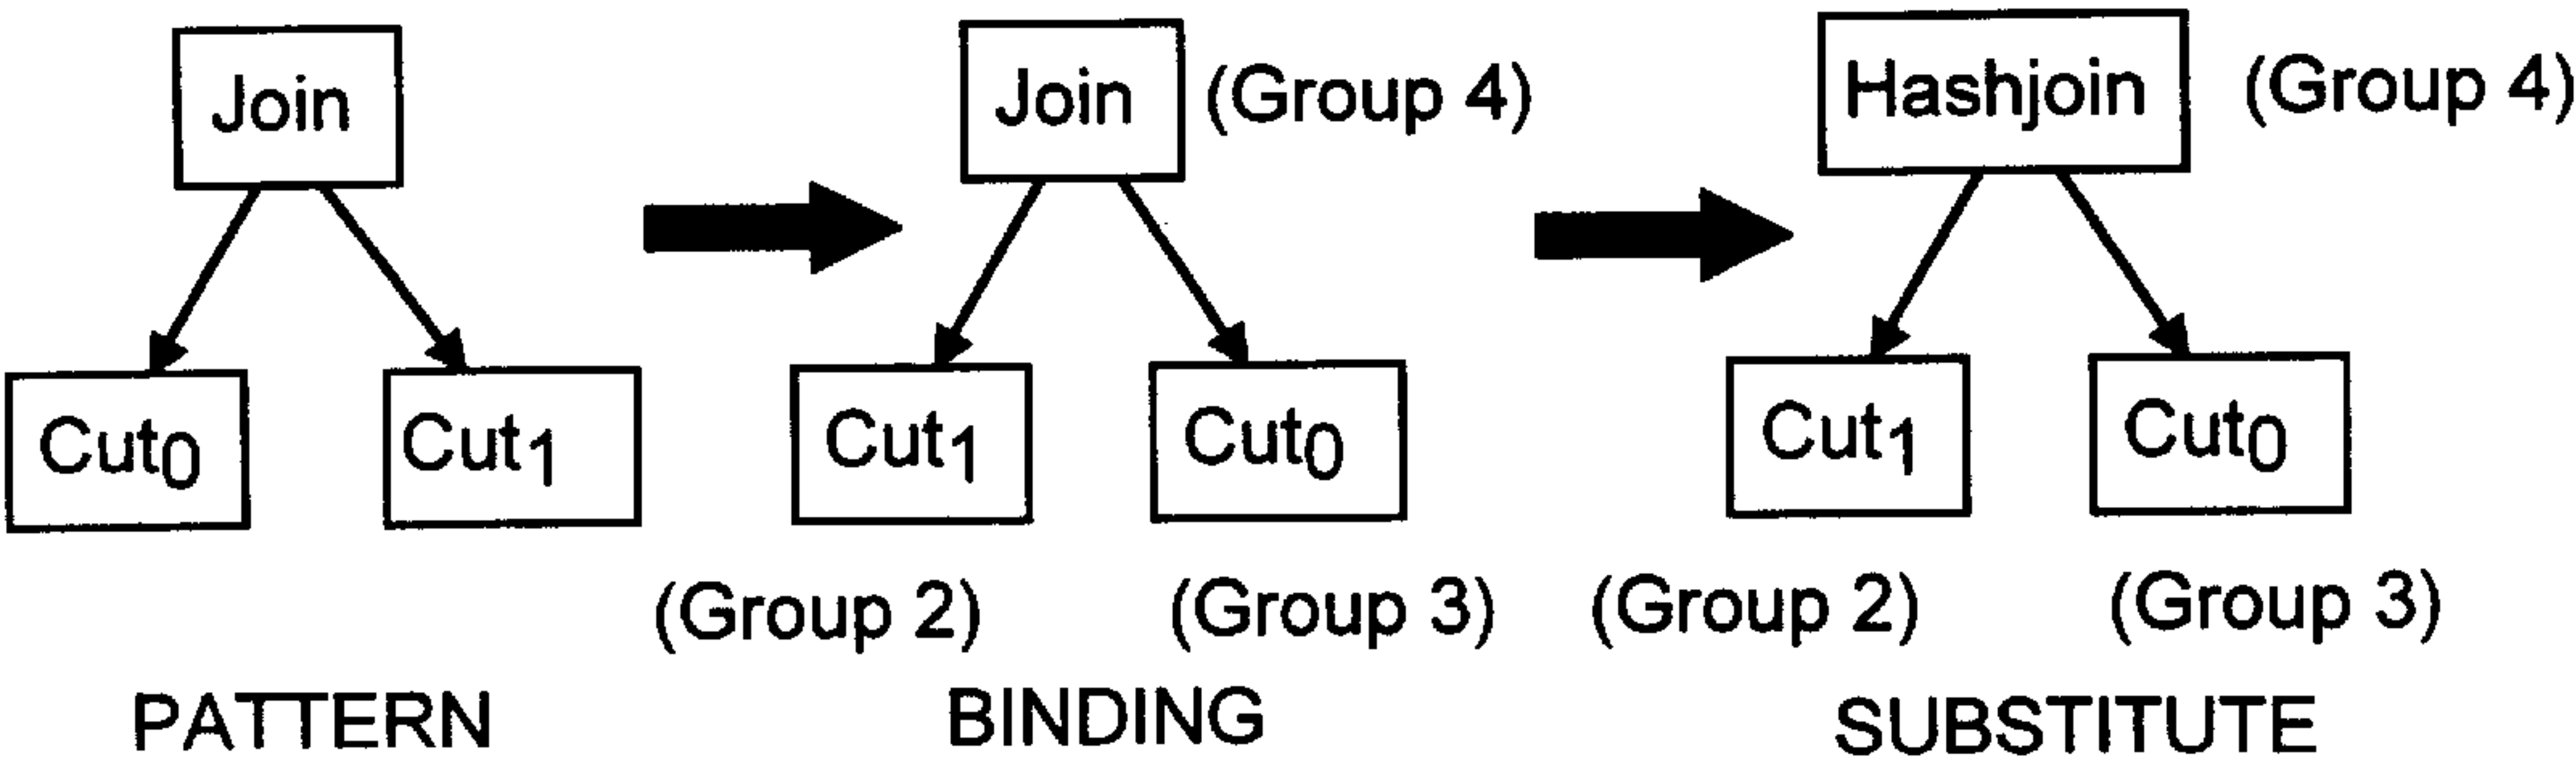 Join
Cut0
Cut1
PATTERN
Join (Group 4)
Cut1
Cut0
(Group 2)
(Group 3)
BINDING
Hashjoin (Group 4)
Cut1
Cut0
(Group 2)
(Group 3)
SUBSTITUTE